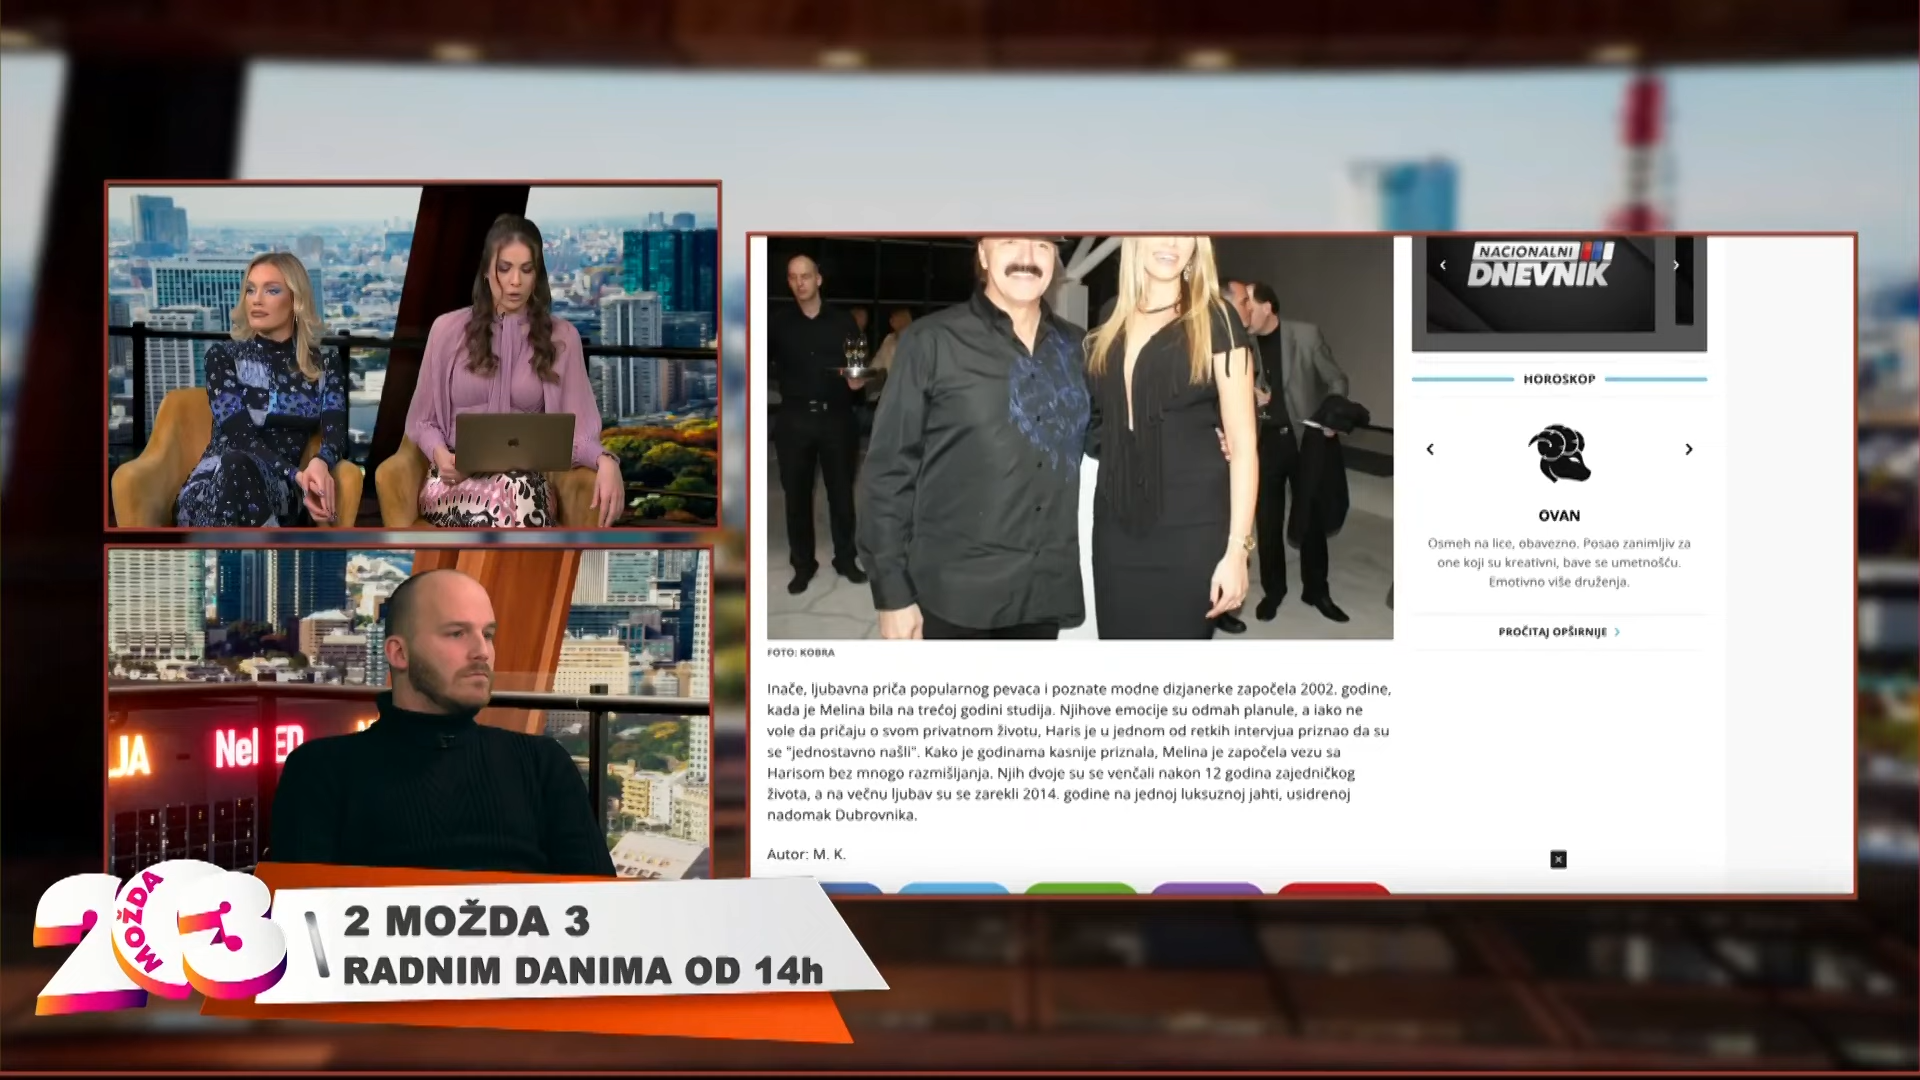 NACIONALNI
DNEVNIK
HOROSKOP
OVAN
Osmeh na lice, obavezno. Posao zanimljiv za
one koji su kreativni, bave se umetnošću.
Emotivno više druženja.
PROČITAJ OPŠIRNIJE
FOTO: KOBRA
Inače, ljubavna priča popularnog pevaca i poznate modne dizjanerke započela 2002. godine,
kada je Melina bila na trećoj godini studija. Njihove emocije su odmah planule, a iako ne
vole da pričaju o svom privatnom životu, Haris je u jednom od retkih intervjua priznao da su
se "jednostavno našli". Kako je godinama kasnije priznala, Melina je započela vezu sa
Harisom bez mnogo razmišljanja. Njih dvoje su se venčali nakon 12 godina zajedničkog
života, a na večnu ljubav su se zarekli 2014. godine na jednoj luksuznoj jahti, usidrenoj
nadomak Dubrovnika.
Autor: M. K.
2 MOŽDA 3
2 MOŽDA 3
RADNIM DANIMA OD 14h